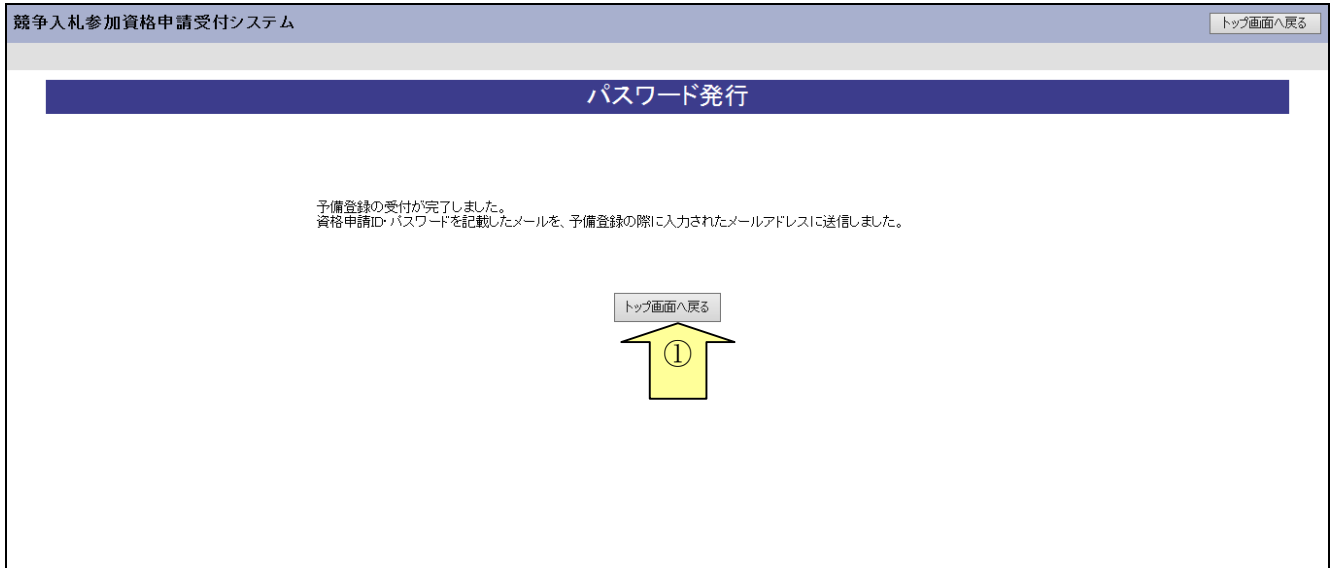 競争入札参加資格申請受付システム
トップ画面へ戻る
パスワード発行
予備登録の受付が完了しました。
資格申請ID・パスワードを記載したメールを、予備登録の際に入力されたメールアドレスに送信しました。
トップ画面へ戻る
①